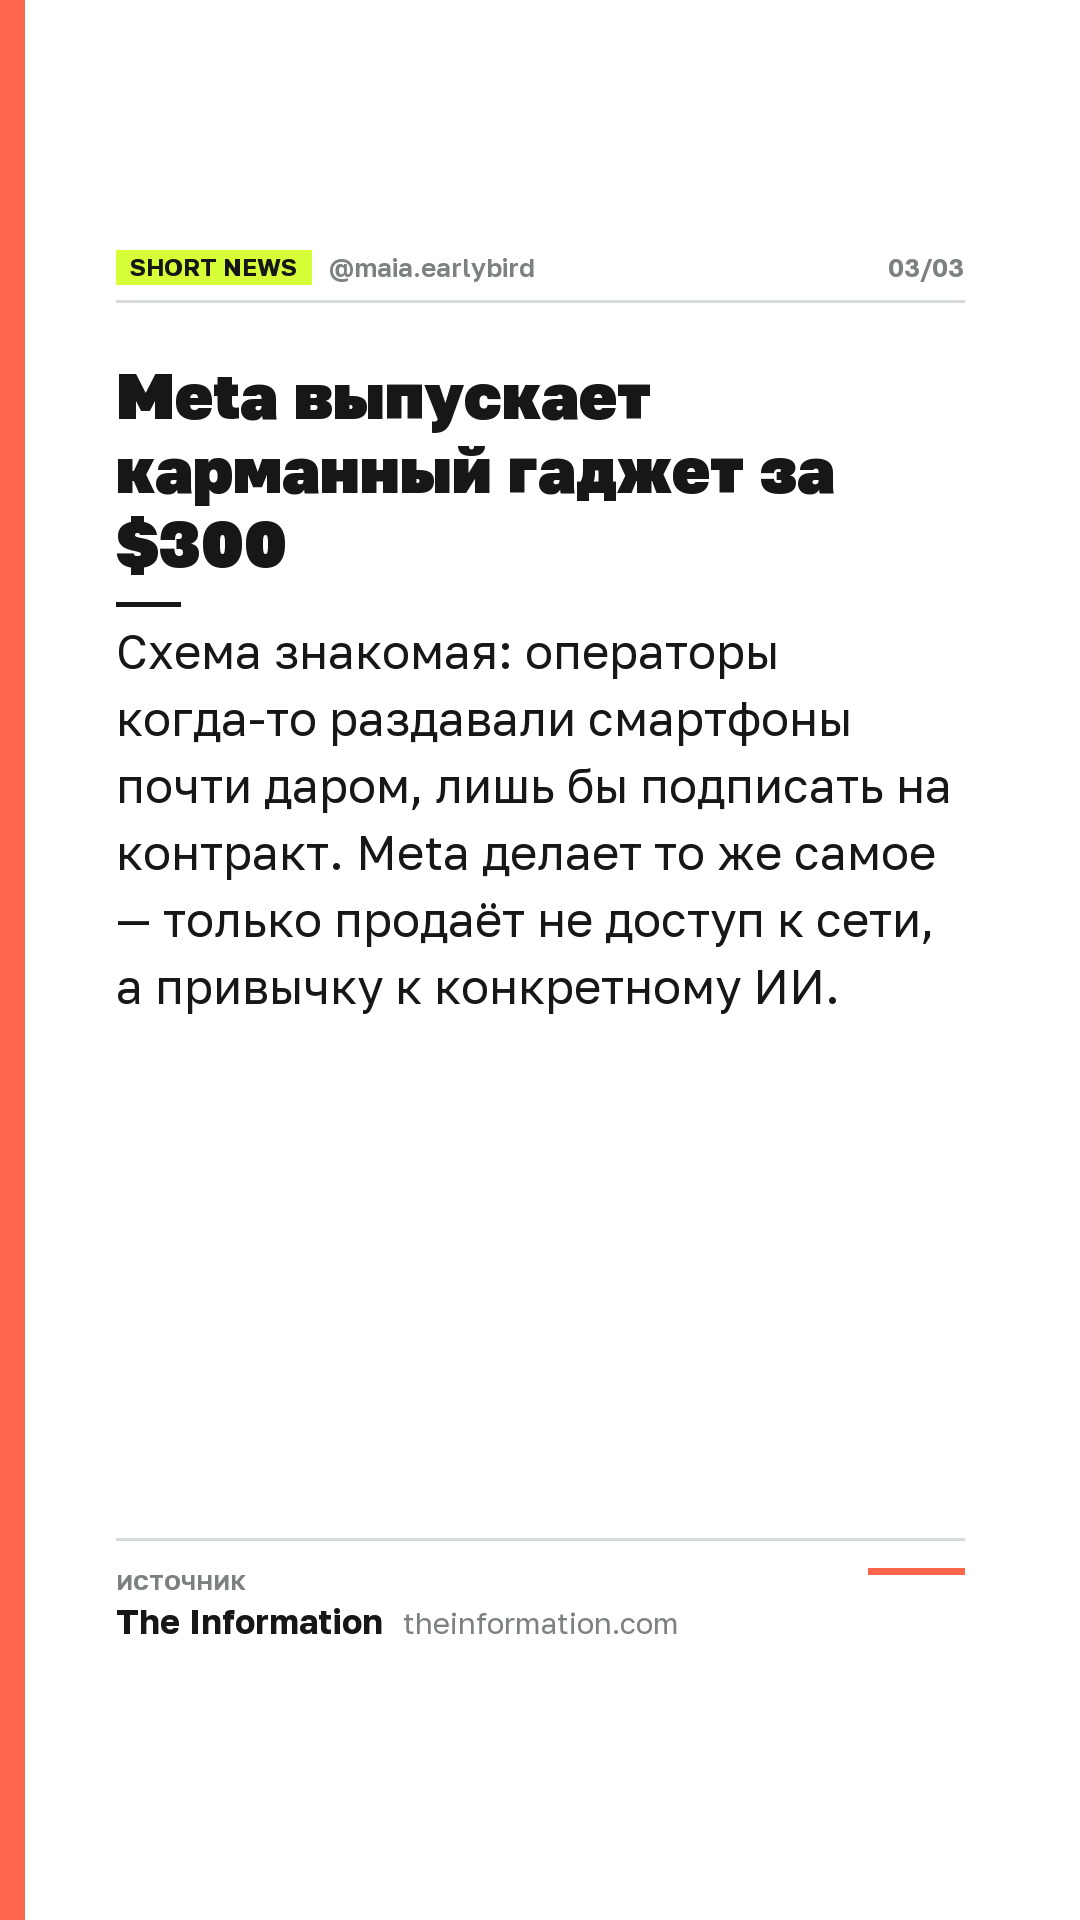 SHORT NEWS @maia.earlybird 03/03
Meta выпускает
карманный гаджет за
$300
Схема знакомая: операторы
когда-то раздавали смартфоны
почти даром, лишь бы подписать на
контракт. Meta делает то же самое
— только продаёт не доступ к сети,
а привычку к конкретному ИИ.
ИСТОЧНИК
The Information theinformation.com